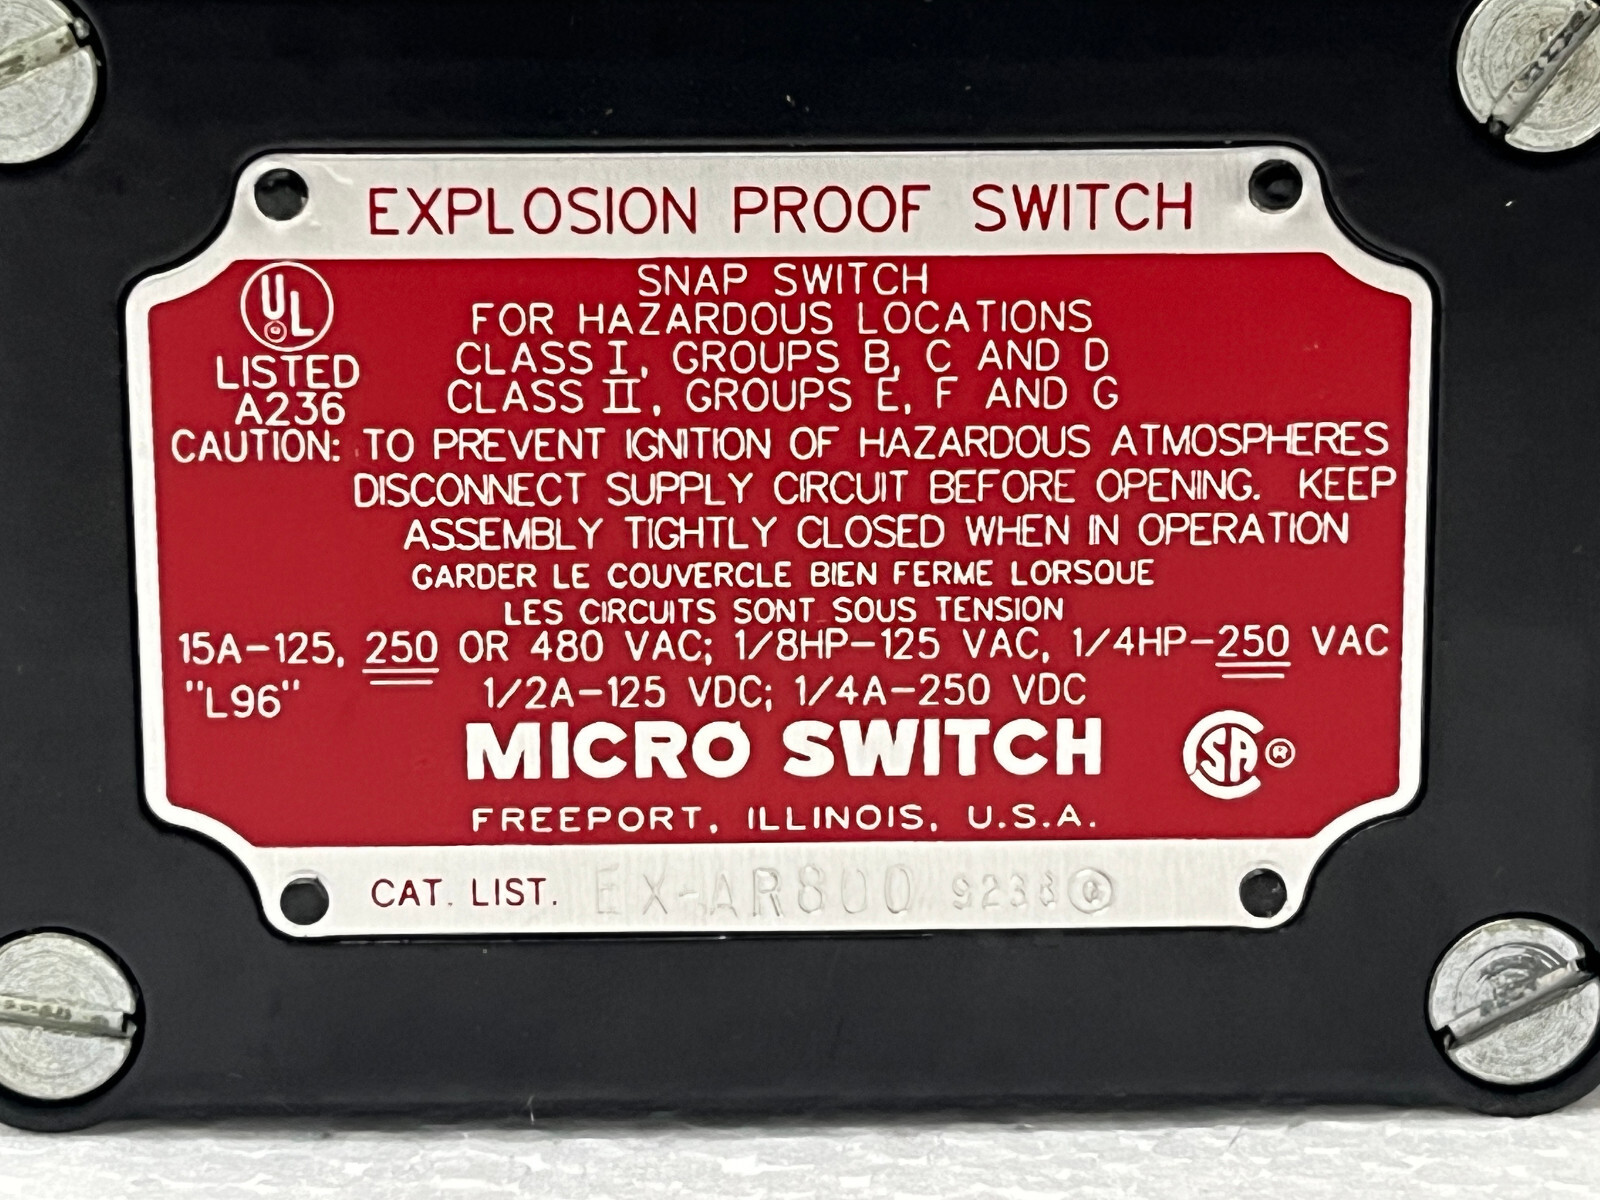 EXPLOSION PROOF SWITCH
UL
LISTED
A236
SNAP SWITCH
FOR HAZARDOUS LOCATIONS
CLASS I, GROUPS B, C AND D
CLASS II, GROUPS E, F AND G
CAUTION: TO PREVENT IGNITION OF HAZARDOUS ATMOSPHERES
DISCONNECT SUPPLY CIRCUIT BEFORE OPENING. KEEP
ASSEMBLY TIGHTLY CLOSED WHEN IN OPERATION
GARDER LE COUVERCLE BIEN FERME LORSQUE
LES CIRCUITS SONT SOUS TENSION
15A-125, 250 OR 480 VAC; 1/8HP-125 VAC, 1/4HP-250 VAC
"L96" 1/2A-125 VDC; 1/4A-250 VDC
MICRO SWITCH
CSA ®
FREEPORT, ILLINOIS, U.S.A.
CAT. LIST. EX-AR800